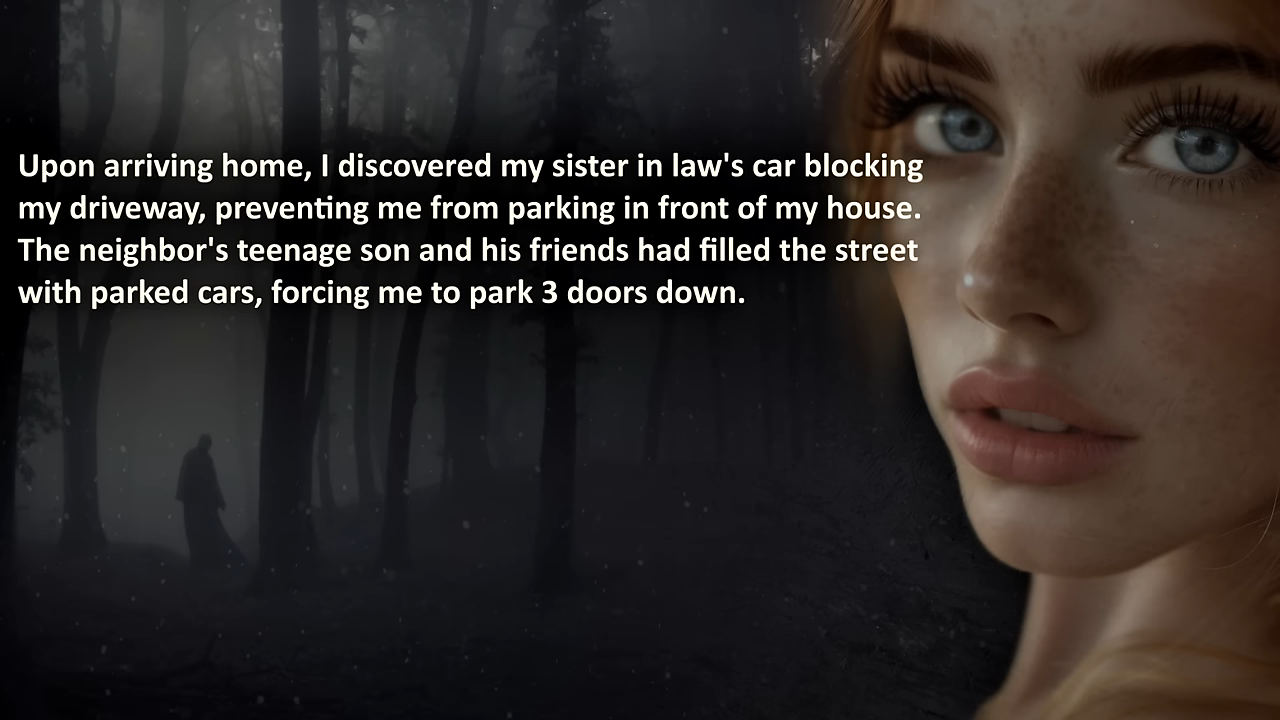 Upon arriving home, I discovered my sister in law's car blocking
my driveway, preventing me from parking in front of my house.
The neighbor's teenage son and his friends had filled the street
with parked cars, forcing me to park 3 doors down.